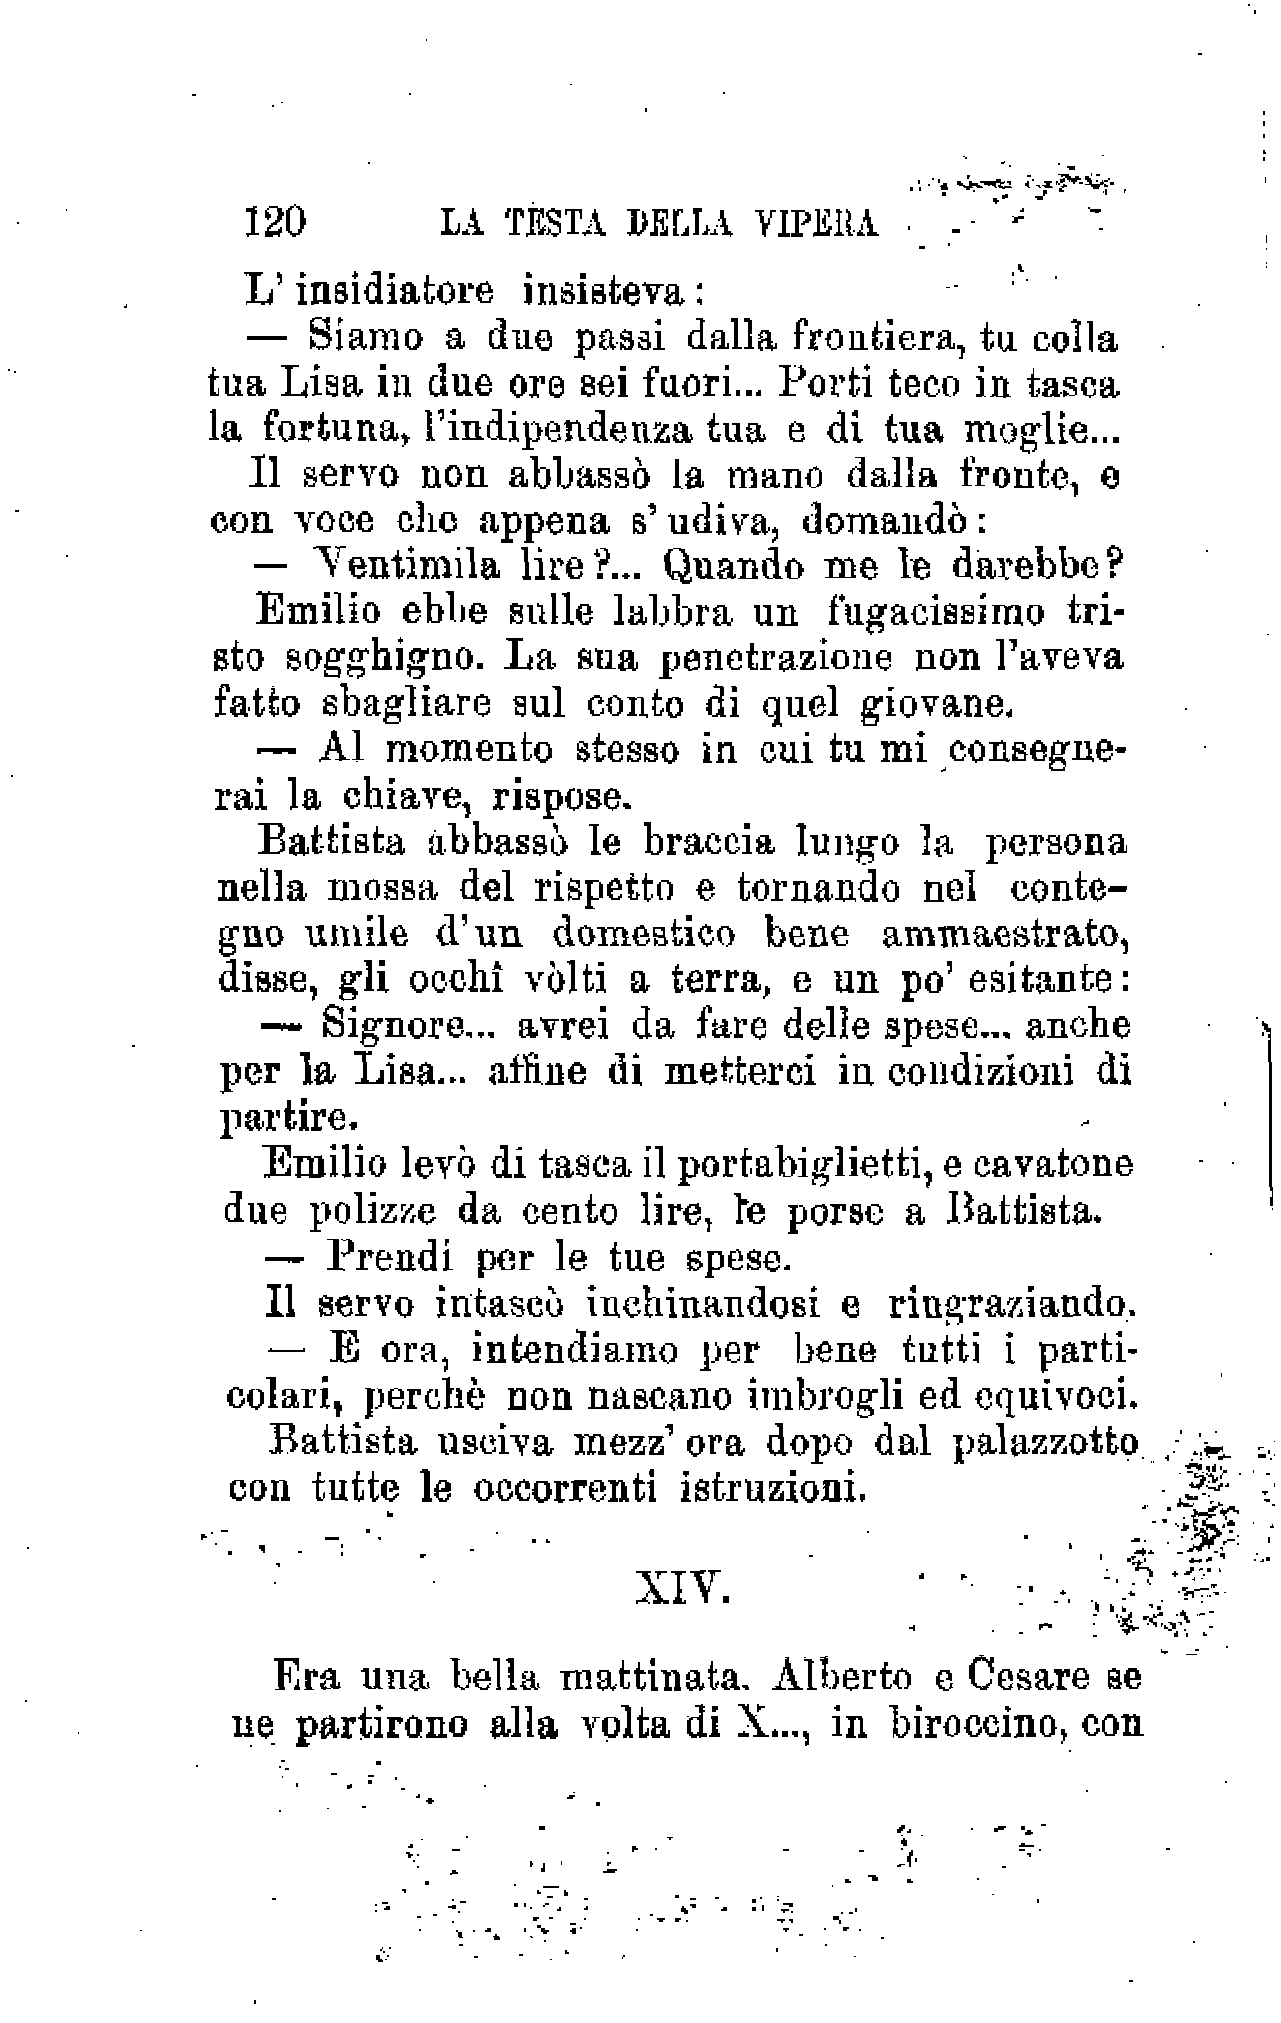 120 LA TESTA DELLA VIPERA
L' insidiatore insisteva:
— Siamo a due passi dalla frontiera, tu colla
tua Lisa in due ore sei fuori... Porti teco in tasca
la fortuna, l'indipendenza tua e di tua moglie...
Il servo non abbassò la mano dalla fronte, e
con voce che appena s' udiva, domandò:
— Ventimila lire?... Quando me le darebbe?
Emilio ebbe sulle labbra un fugacissimo tri-
sto sogghigno. La sua penetrazione non l'aveva
fatto sbagliare sul conto di quel giovane.
— Al momento stesso in cui tu mi consegne-
rai la chiave, rispose.
Battista abbassò le braccia lungo la persona
nella mossa del rispetto e tornando nel conte-
gno umile d'un domestico bene ammaestrato,
disse, gli occhi vòlti a terra, e un po' esitante:
— Signore... avrei da fare delle spese... anche
per la Lisa... affine di metterci in condizioni di
partire.
Emilio levò di tasca il portabiglietti, e cavatone
due polizze da cento lire, le porse a Battista.
— Prendi per le tue spese.
Il servo intascò inchinandosi e ringraziando.
— E ora, intendiamo per bene tutti i parti-
colari, perchè non nascano imbrogli ed equivoci.
Battista usciva mezz' ora dopo dal palazzotto
con tutte le occorrenti istruzioni.
XIV.
Era una bella mattinata. Alberto e Cesare se
ne partirono alla volta di X..., in biroccino, con